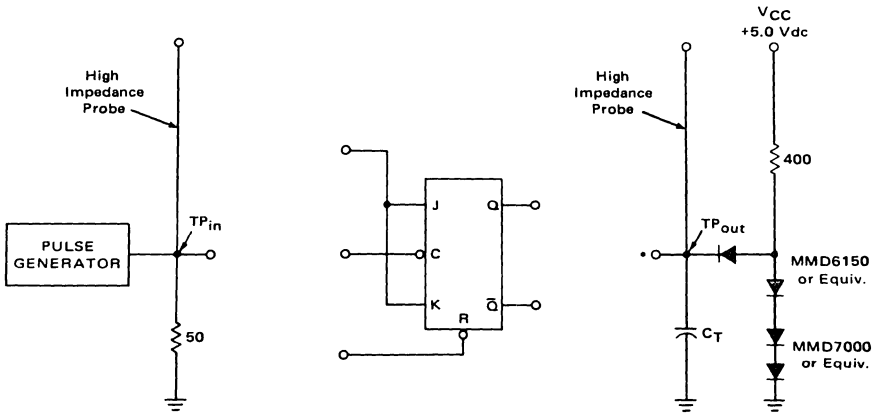 High
Impedance
Probe
TPin
PULSE
GENERATOR
50
J
Q
C
K
Q̅
R
High
Impedance
Probe
VCC
+5.0 Vdc
400
TPout
MMD6150
or Equiv.
CT
MMD7000
or Equiv.